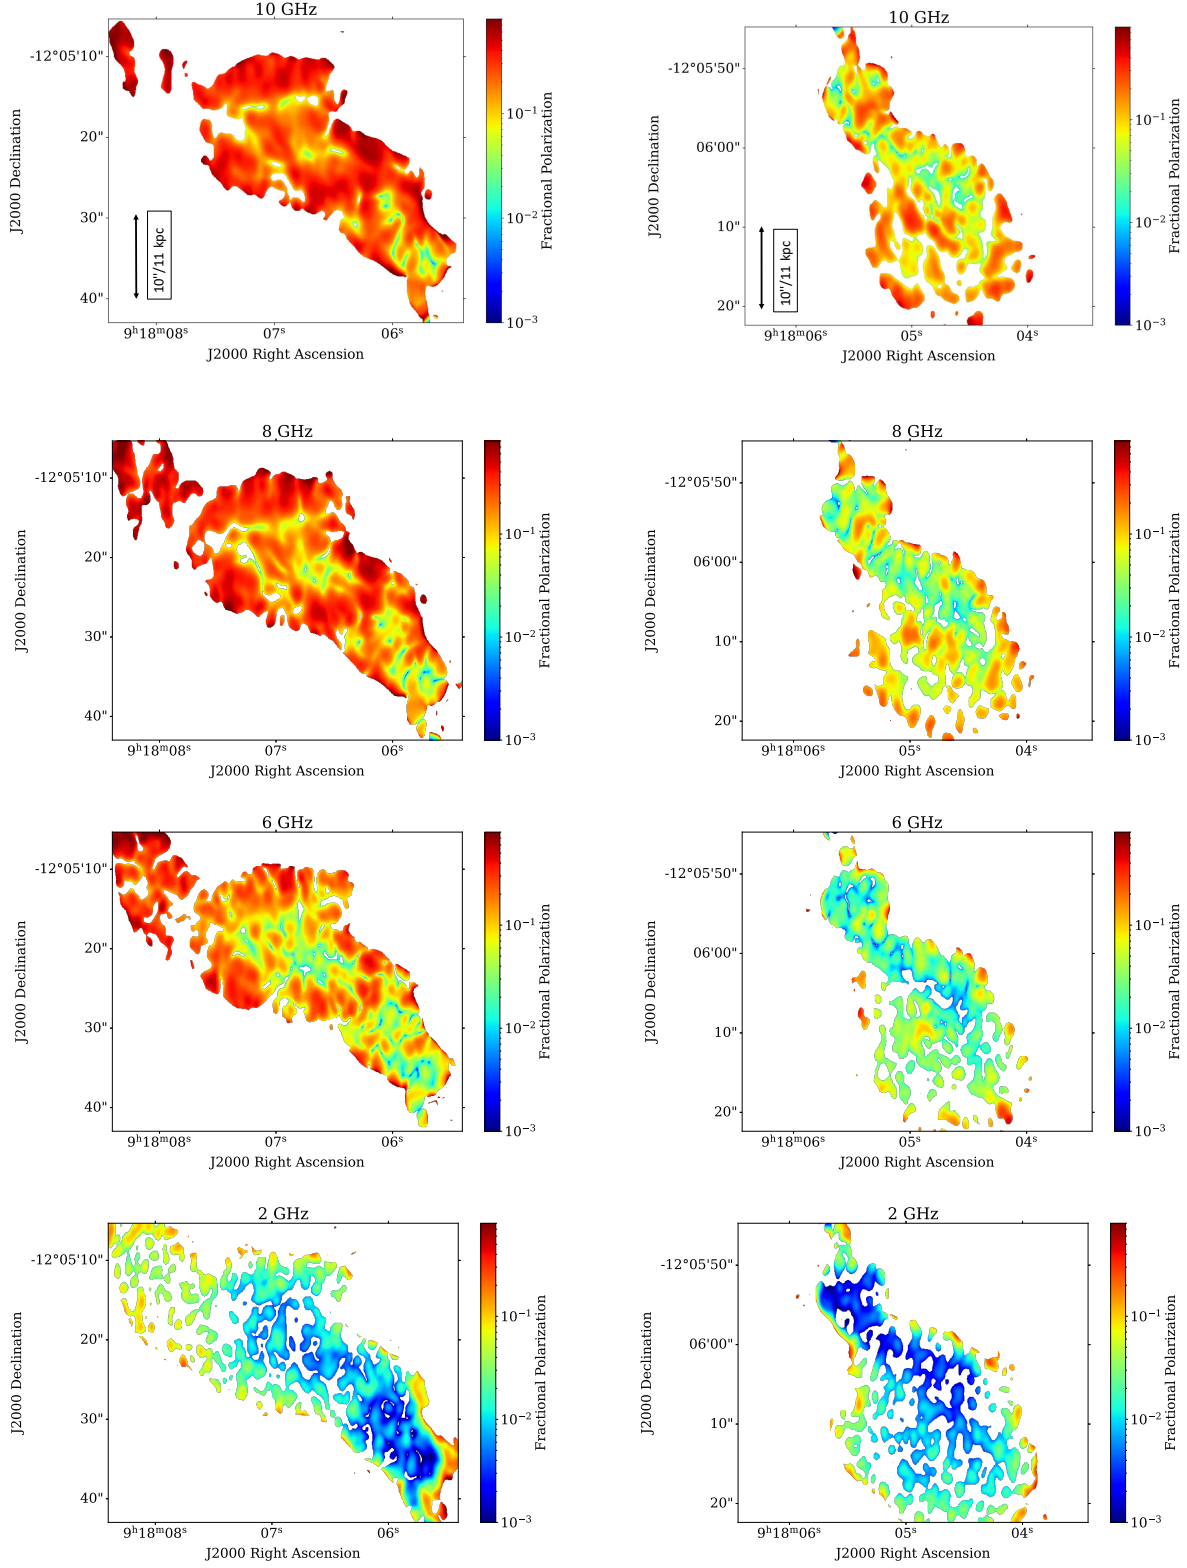 10 GHz
-12°05'10"
20"
30"
40"
J2000 Declination
10"/11 kpc
9ʰ18ᵐ08ˢ
07ˢ
06ˢ
J2000 Right Ascension
10⁻¹
10⁻²
10⁻³
Fractional Polarization
10 GHz
-12°05'50"
06'00"
10"
20"
J2000 Declination
10"/11 kpc
9ʰ18ᵐ06ˢ
05ˢ
04ˢ
J2000 Right Ascension
10⁻¹
10⁻²
10⁻³
Fractional Polarization
8 GHz
-12°05'10"
20"
30"
40"
J2000 Declination
9ʰ18ᵐ08ˢ
07ˢ
06ˢ
J2000 Right Ascension
10⁻¹
10⁻²
10⁻³
Fractional Polarization
8 GHz
-12°05'50"
06'00"
10"
20"
J2000 Declination
9ʰ18ᵐ06ˢ
05ˢ
04ˢ
J2000 Right Ascension
10⁻¹
10⁻²
10⁻³
Fractional Polarization
6 GHz
-12°05'10"
20"
30"
40"
J2000 Declination
9ʰ18ᵐ08ˢ
07ˢ
06ˢ
J2000 Right Ascension
10⁻¹
10⁻²
10⁻³
Fractional Polarization
6 GHz
-12°05'50"
06'00"
10"
20"
J2000 Declination
9ʰ18ᵐ06ˢ
05ˢ
04ˢ
J2000 Right Ascension
10⁻¹
10⁻²
10⁻³
Fractional Polarization
2 GHz
-12°05'10"
20"
30"
40"
J2000 Declination
9ʰ18ᵐ08ˢ
07ˢ
06ˢ
J2000 Right Ascension
10⁻¹
10⁻²
10⁻³
Fractional Polarization
2 GHz
-12°05'50"
06'00"
10"
20"
J2000 Declination
9ʰ18ᵐ06ˢ
05ˢ
04ˢ
J2000 Right Ascension
10⁻¹
10⁻²
10⁻³
Fractional Polarization